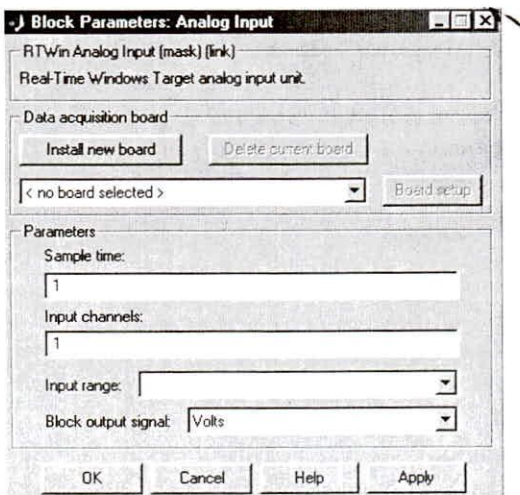 Block Parameters: Analog Input
RTWin Analog Input (mask) (link)
Real-Time Windows Target analog input unit.
Data acquisition board
Install new board Delete current board
< no board selected > Board setup
Parameters
Sample time:
1
Input channels:
1
Input range:
Block output signal: Volts
OK Cancel Help Apply